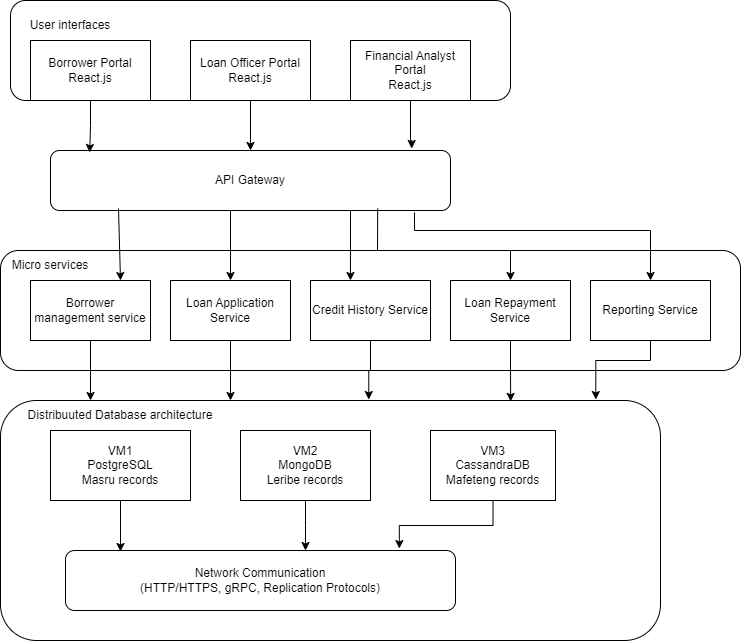 User interfaces
Borrower Portal
React.js
Loan Officer Portal
React.js
Financial Analyst
Portal
React.js
API Gateway
Micro services
Borrower
management service
Loan Application
Service
Credit History Service
Loan Repayment
Service
Reporting Service
Distribuuted Database architecture
VM1
PostgreSQL
Masru records
VM2
MongoDB
Leribe records
VM3
CassandraDB
Mafeteng records
Network Communication
(HTTP/HTTPS, gRPC, Replication Protocols)